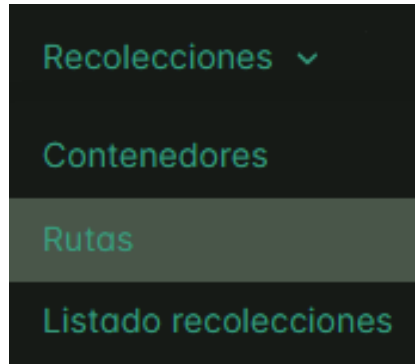 Recolecciones
Contenedores
Rutas
Listado recolecciones